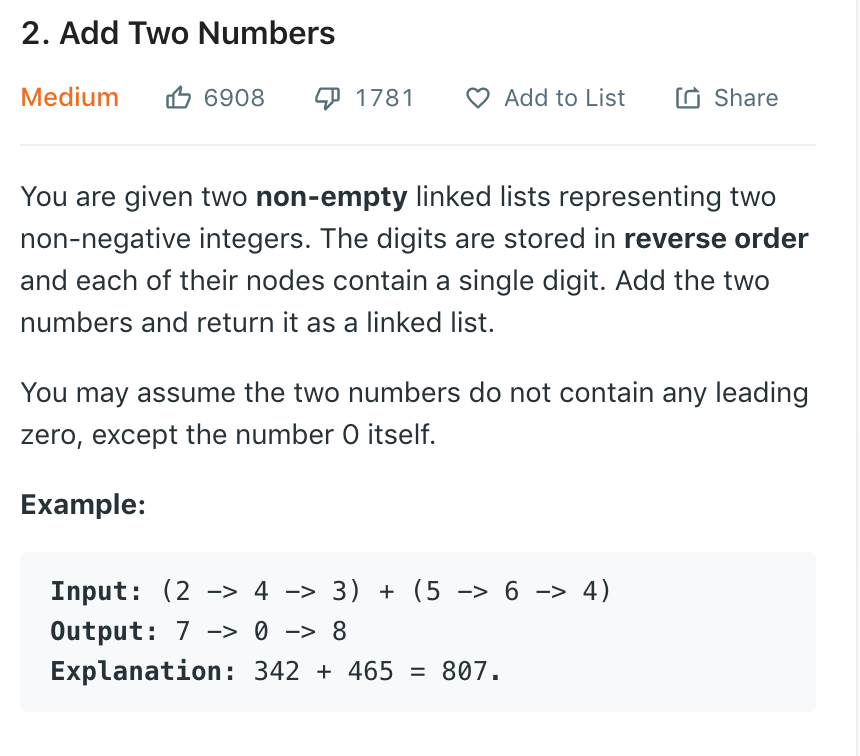 2. Add Two Numbers
Medium 6908 1781 Add to List Share
You are given two non-empty linked lists representing two
non-negative integers. The digits are stored in reverse order
and each of their nodes contain a single digit. Add the two
numbers and return it as a linked list.
You may assume the two numbers do not contain any leading
zero, except the number 0 itself.
Example:
Input: (2 -> 4 -> 3) + (5 -> 6 -> 4)
Output: 7 -> 0 -> 8
Explanation: 342 + 465 = 807.